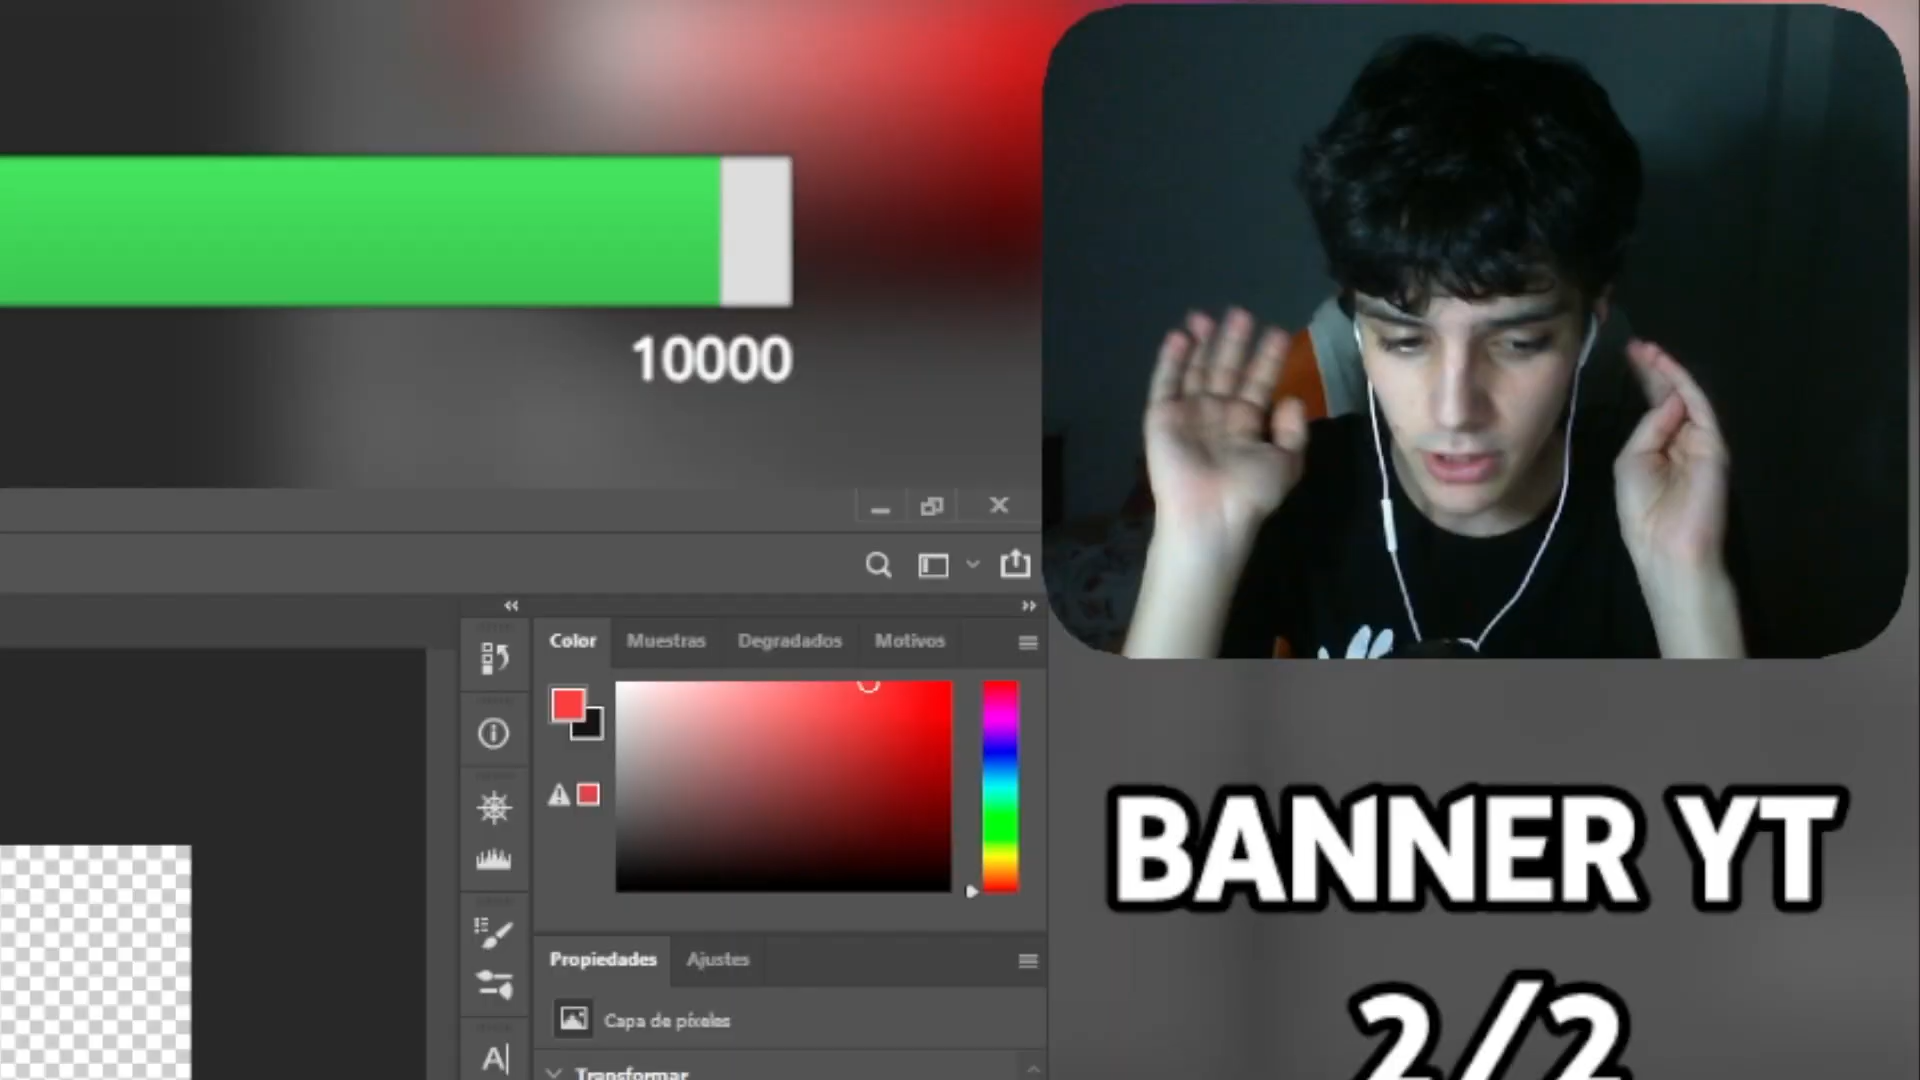 10000
Color Muestras Degradados Motivos
BANNER YT
Propiedades Ajustes
2/2
Capa de píxeles
A
Transformar